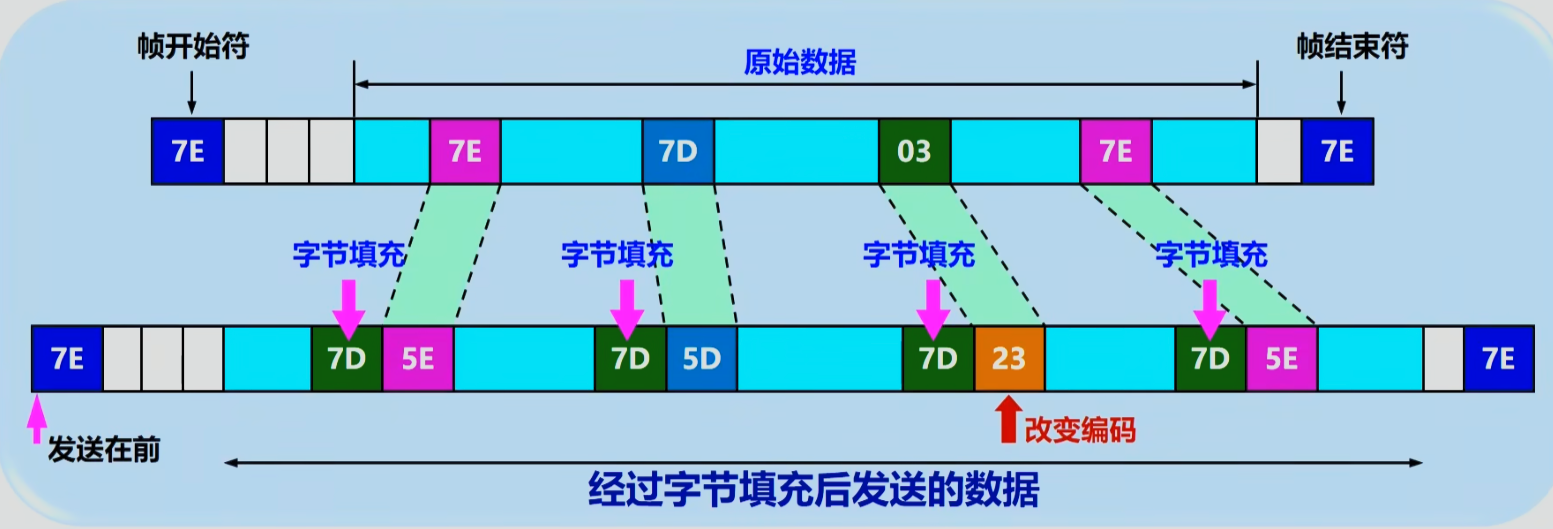 帧开始符
原始数据
帧结束符
7E 7E 7D 03 7E 7E
字节填充 字节填充 字节填充 字节填充
7E 7D 5E 7D 5D 7D 23 7D 5E 7E
发送在前
改变编码
经过字节填充后发送的数据